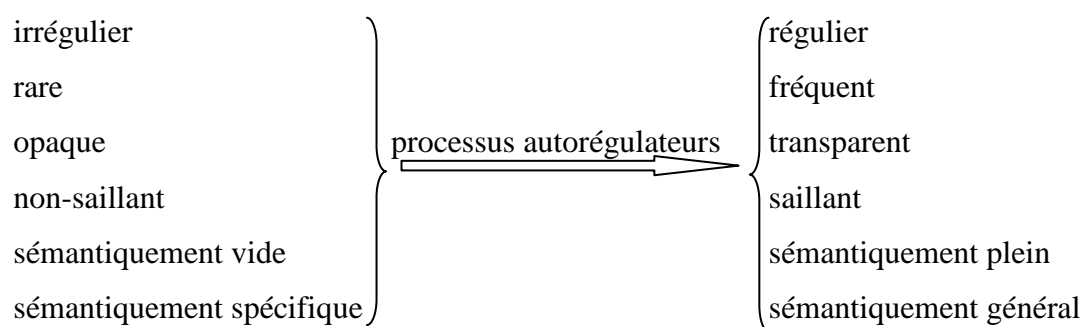 irrégulier
régulier
rare
fréquent
opaque
processus autorégulateurs
transparent
non-saillant
saillant
sémantiquement vide
sémantiquement plein
sémantiquement spécifique
sémantiquement général